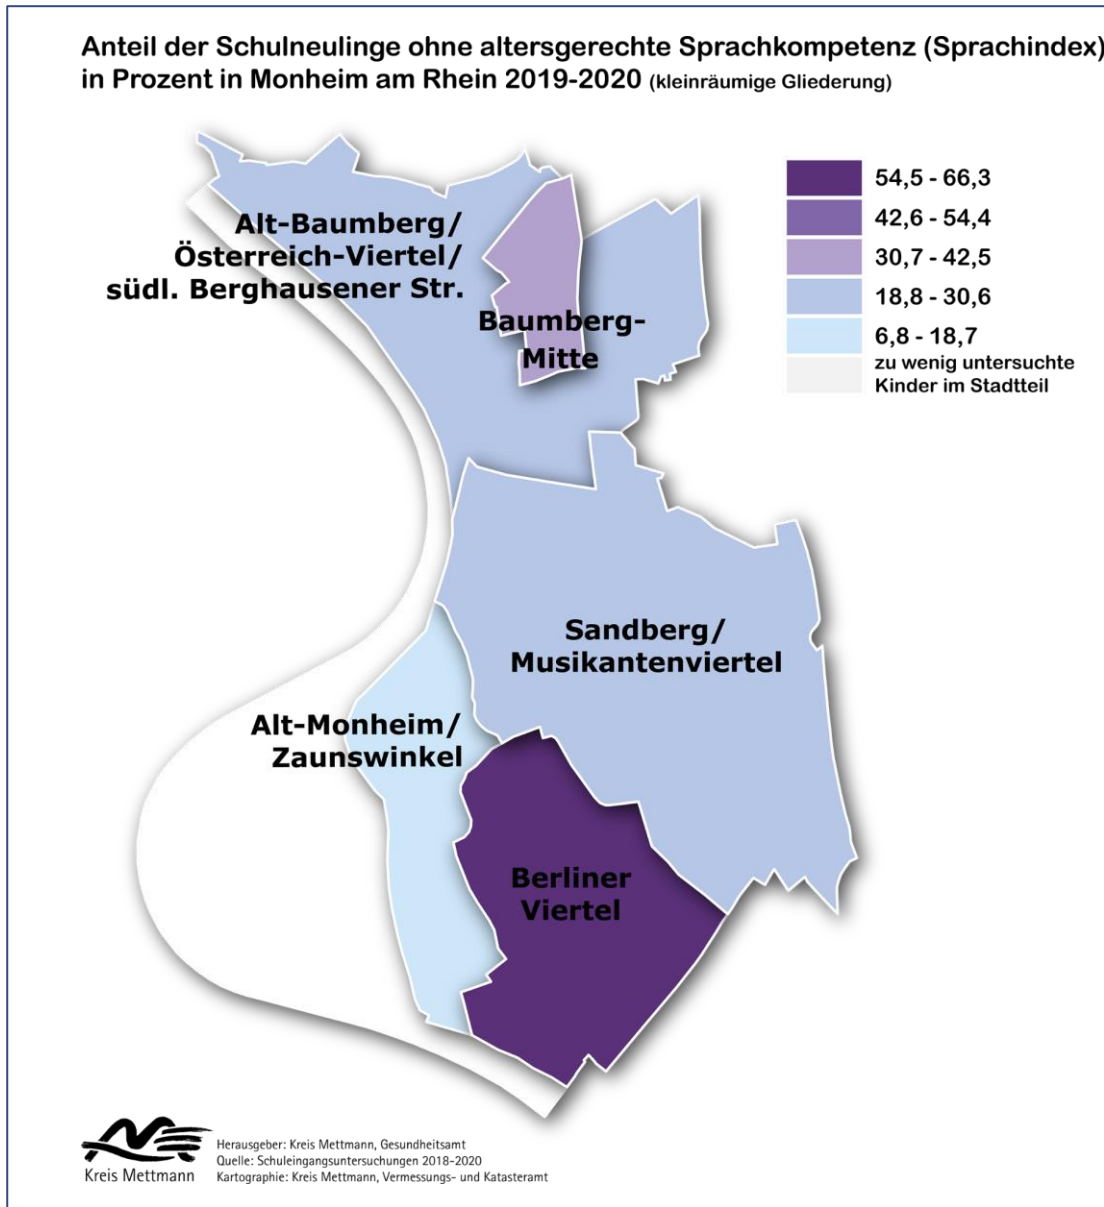 Anteil der Schulneulinge ohne altersgerechte Sprachkompetenz (Sprachindex)
in Prozent in Monheim am Rhein 2019-2020 (kleinräumige Gliederung)
54,5 - 66,3
42,6 - 54,4
30,7 - 42,5
18,8 - 30,6
6,8 - 18,7
zu wenig untersuchte
Kinder im Stadtteil
Alt-Baumberg/
Österreich-Viertel/
südl. Berghausener Str.
Baumberg-
Mitte
Sandberg/
Musikantenviertel
Alt-Monheim/
Zaunswinkel
Berliner
Viertel
Kreis Mettmann
Herausgeber: Kreis Mettmann, Gesundheitsamt
Quelle: Schuleingangsuntersuchungen 2018-2020
Kartographie: Kreis Mettmann, Vermessungs- und Katasteramt